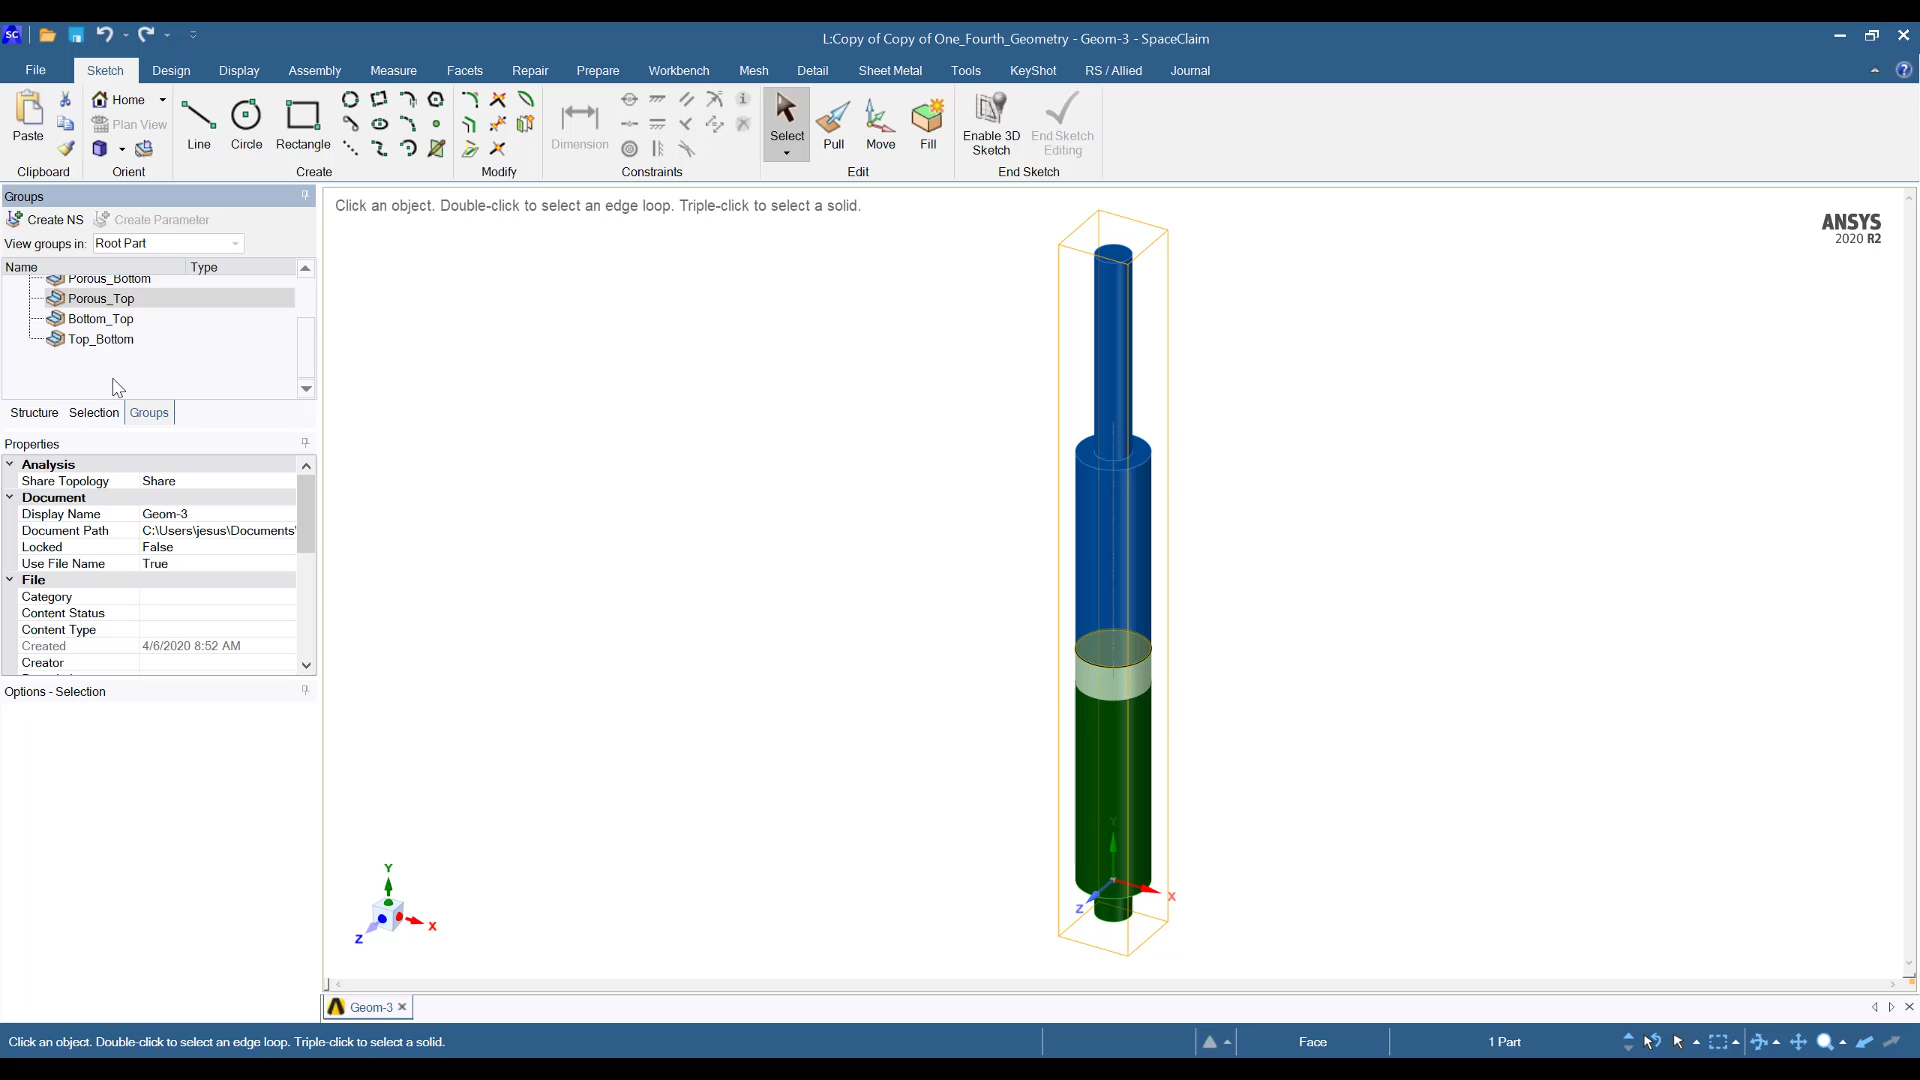 SC
L:Copy of Copy of One_Fourth_Geometry - Geom-3 - SpaceClaim
File Sketch Design Display Assembly Measure Facets Repair Prepare Workbench Mesh Detail Sheet Metal Tools KeyShot RS / Allied Journal
Paste
Home
Plan View
Line Circle Rectangle
Dimension
Select Pull Move Fill
Enable 3D Sketch
End Sketch Editing
Clipboard Orient Create Modify Constraints Edit End Sketch
Groups
Create NS Create Parameter
View groups in: Root Part
Name Type
Porous_Bottom
Porous_Top
Bottom_Top
Top_Bottom
Structure Selection Groups
Properties
Analysis
Share Topology Share
Document
Display Name Geom-3
Document Path C:\Users\jesus\Documents\
Locked False
Use File Name True
File
Category
Content Status
Content Type
Created 4/6/2020 8:52 AM
Creator
Options - Selection
Click an object. Double-click to select an edge loop. Triple-click to select a solid.
ANSYS
2020 R2
Y
X
Z
Y
X
Z
Geom-3
Click an object. Double-click to select an edge loop. Triple-click to select a solid.
Face
1 Part